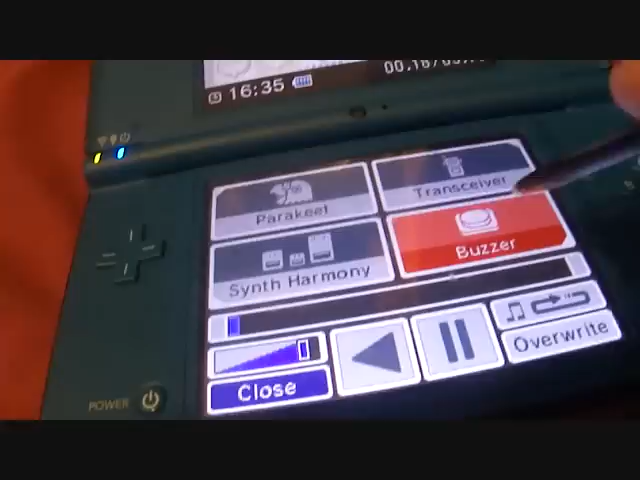 16:35
Parakeet
Transceiver
Synth Harmony
Buzzer
Overwrite
Close
POWER